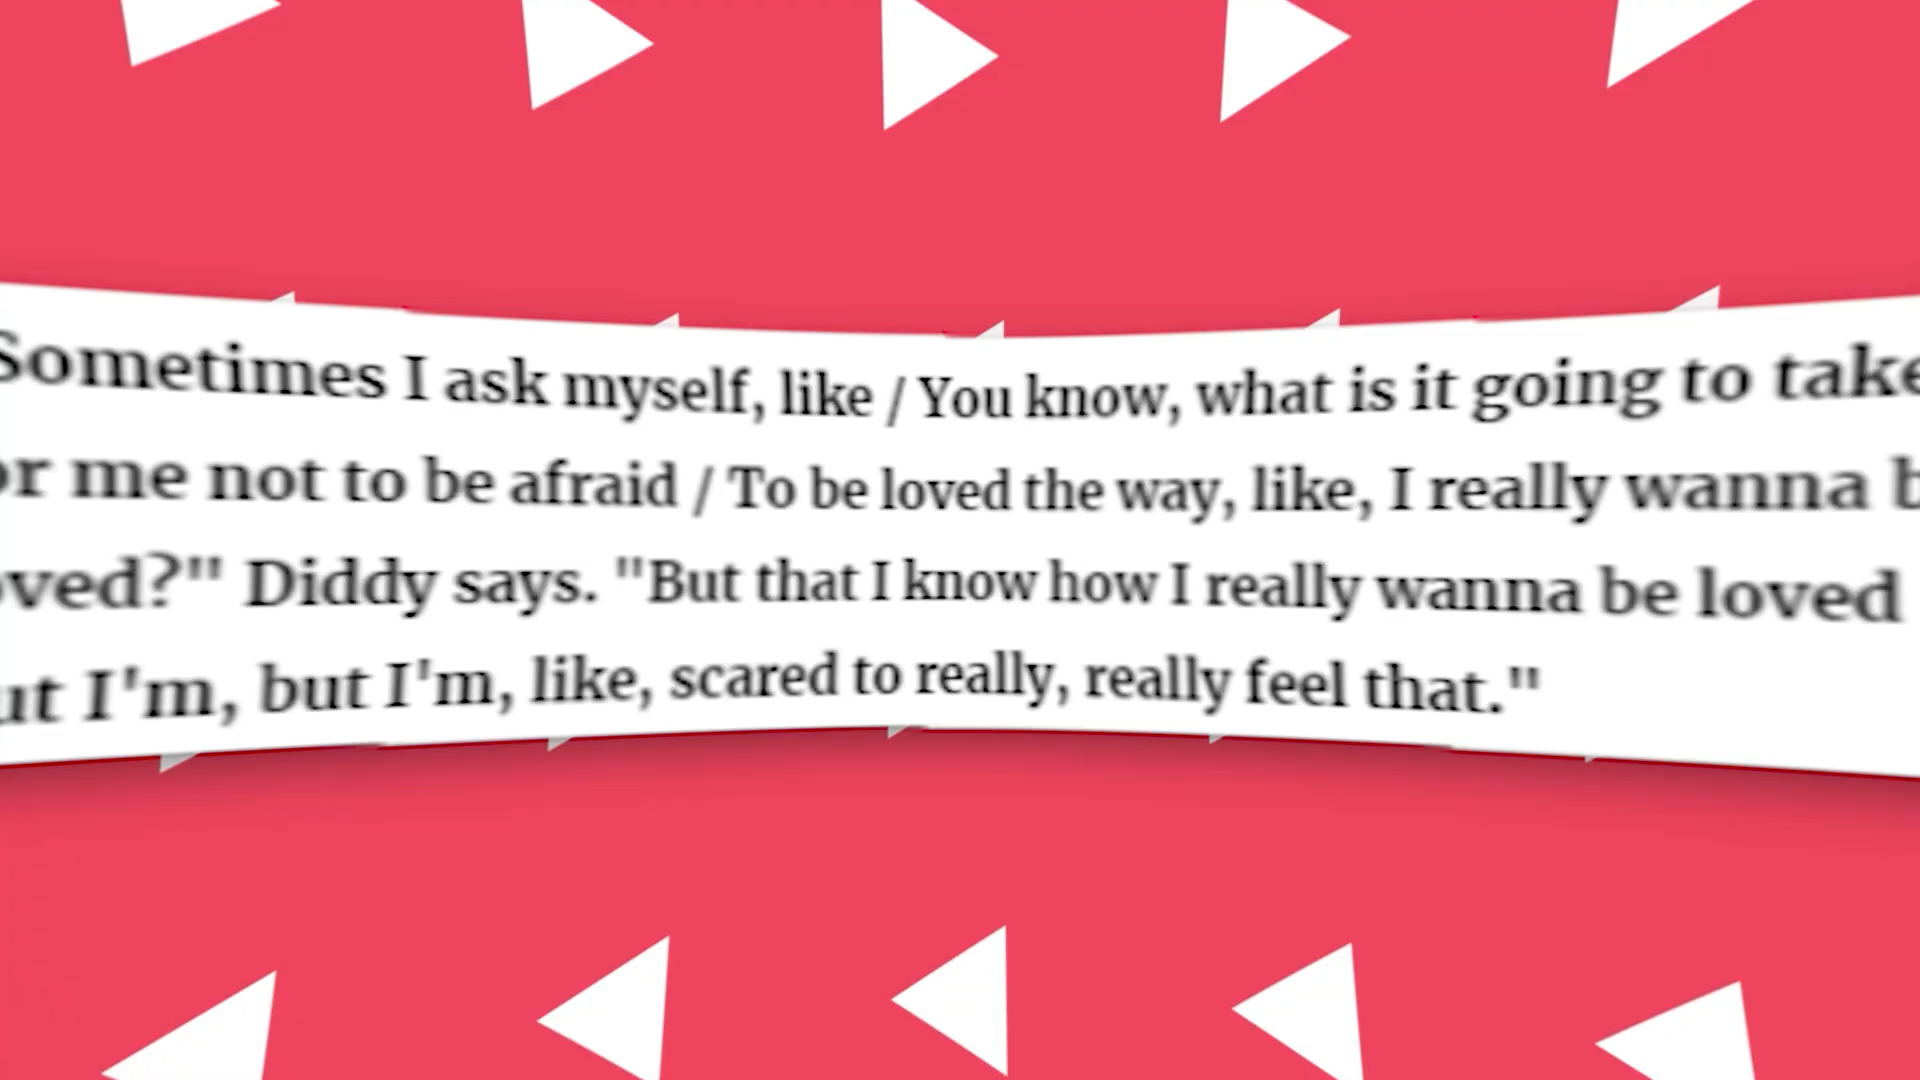 Sometimes I ask myself, like / You know, what is it going to take
me not to be afraid / To be loved the way, like, I really wanna
Diddy says. "But that I know how I really wanna be loved
I'm, but I'm, like, scared to really, really feel that."